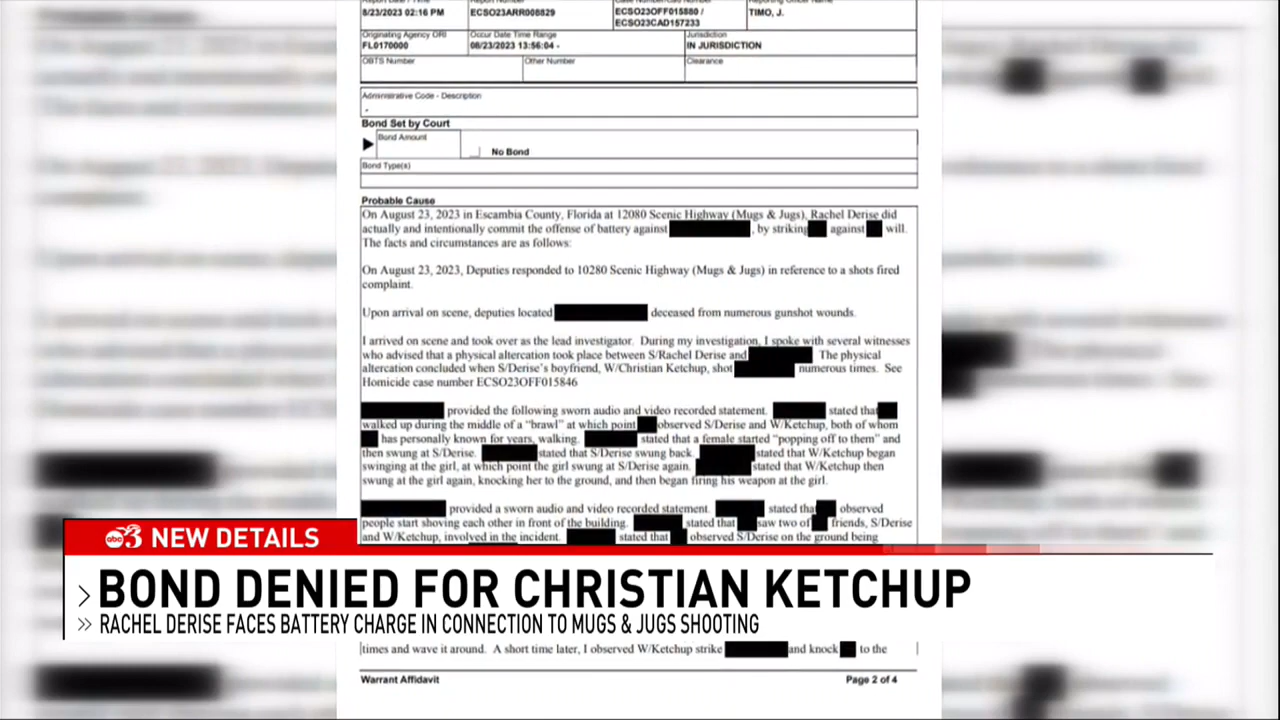 8/23/2023 02:16 PM ECSO23ARR008829 ECSO23OFF015880 / TIMO, J.
ECSO23CAD157233
Originating Agency ORI Occur Date Time Range Jurisdiction
FL0170000 08/23/2023 13:56:04 - IN JURISDICTION
OBTS Number Other Number Clearance
Administrative Code - Description
-
Bond Set by Court
Bond Amount
No Bond
Bond Type(s)
Probable Cause
On August 23, 2023 in Escambia County, Florida at 12080 Scenic Highway (Mugs & Jugs), Rachel Derise did
actually and intentionally commit the offense of battery against , by striking against will.
The facts and circumstances are as follows:
On August 23, 2023, Deputies responded to 10280 Scenic Highway (Mugs & Jugs) in reference to a shots fired
complaint.
Upon arrival on scene, deputies located deceased from numerous gunshot wounds.
I arrived on scene and took over as the lead investigator. During my investigation, I spoke with several witnesses
who advised that a physical altercation took place between S/Rachel Derise and The physical
altercation concluded when S/Derise's boyfriend, W/Christian Ketchup, shot numerous times. See
Homicide case number ECSO23OFF015846
provided the following sworn audio and video recorded statement. stated that
walked up during the middle of a "brawl" at which point observed S/Derise and W/Ketchup, both of whom
has personally known for years, walking. stated that a female started "popping off to them" and
then swung at S/Derise. stated that S/Derise swung back. stated that W/Ketchup began
swinging at the girl, at which point the girl swung at S/Derise again. stated that W/Ketchup then
swung at the girl again, knocking her to the ground, and then began firing his weapon at the girl.
provided a sworn audio and video recorded statement. stated that observed
people start shoving each other in front of the building. stated that saw two of friends, S/Derise
and W/Ketchup, involved in the incident. stated that observed S/Derise on the ground being
abc 3 NEW DETAILS
BOND DENIED FOR CHRISTIAN KETCHUP
RACHEL DERISE FACES BATTERY CHARGE IN CONNECTION TO MUGS & JUGS SHOOTING
times and wave it around. A short time later, I observed W/Ketchup strike and knock to the
Warrant Affidavit Page 2 of 4